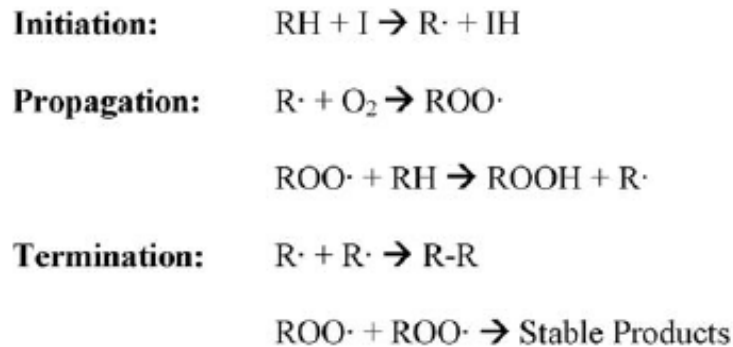 Initiation: RH + I → R· + IH
Propagation: R· + O₂ → ROO·
ROO· + RH → ROOH + R·
Termination: R· + R· → R-R
ROO· + ROO· → Stable Products